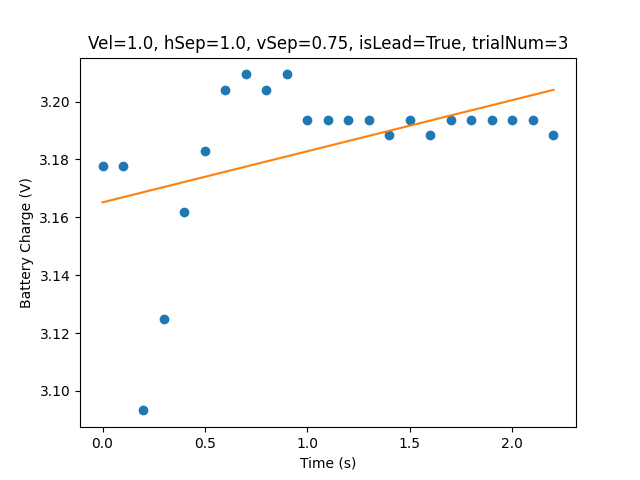 Vel=1.0, hSep=1.0, vSep=0.75, isLead=True, trialNum=3
3.20
3.18
3.16
3.14
3.12
3.10
Battery Charge (V)
0.0 0.5 1.0 1.5 2.0
Time (s)